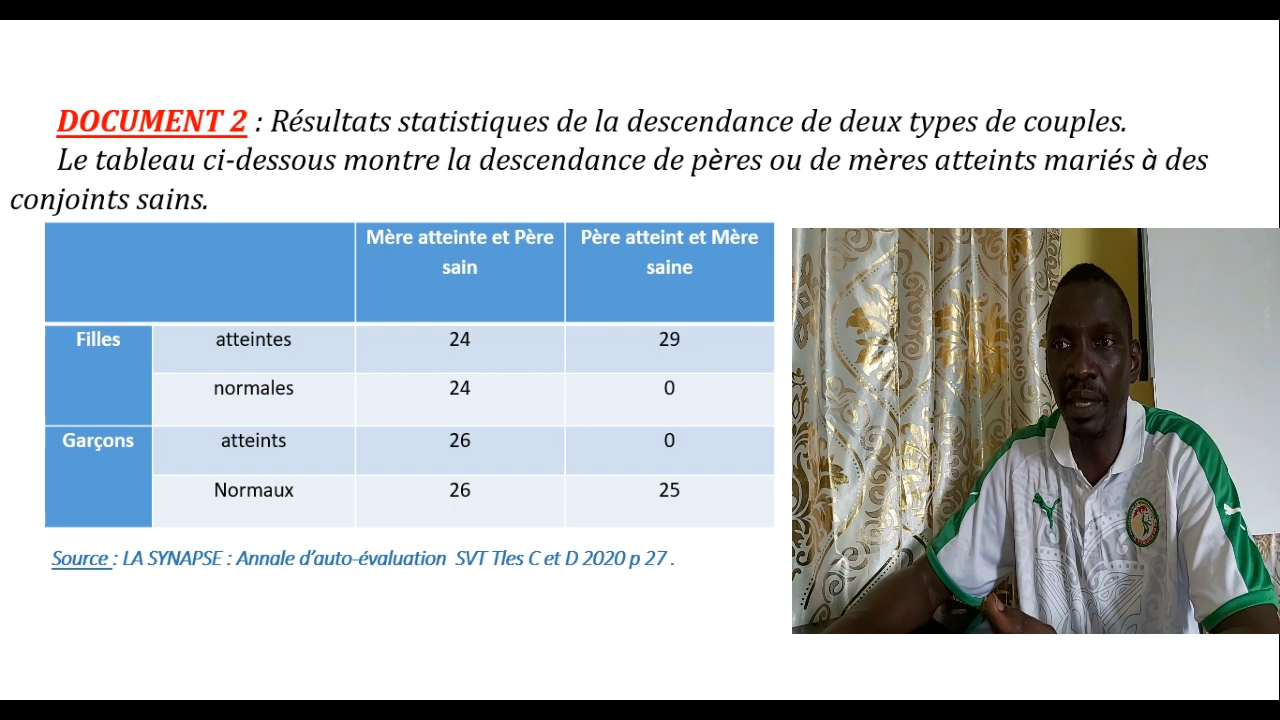 DOCUMENT 2 : Résultats statistiques de la descendance de deux types de couples.
Le tableau ci-dessous montre la descendance de pères ou de mères atteints mariés à des
conjoints sains.
Mère atteinte et Père sain | Père atteint et Mère saine
Filles | atteintes | 24 | 29
normales | 24 | 0
Garçons | atteints | 26 | 0
Normaux | 26 | 25
Source : LA SYNAPSE : Annale d'auto-évaluation SVT Tles C et D 2020 p 27 .